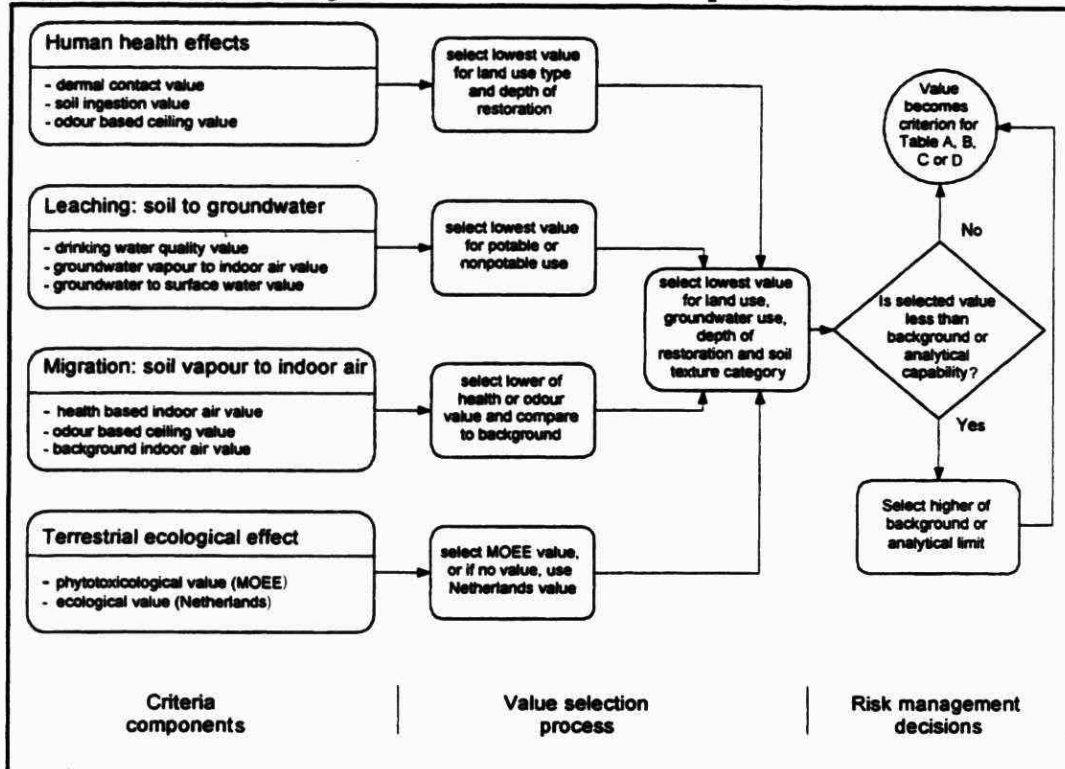 Human health effects
- dermal contact value
- soil ingestion value
- odour based ceiling value
select lowest value
for land use type
and depth of
restoration
Leaching: soil to groundwater
- drinking water quality value
- groundwater vapour to indoor air value
- groundwater to surface water value
select lowest value
for potable or
nonpotable use
Migration: soil vapour to indoor air
- health based indoor air value
- odour based ceiling value
- background indoor air value
select lower of
health or odour
value and compare
to background
Terrestrial ecological effect
- phytotoxicological value (MOEE)
- ecological value (Netherlands)
select MOEE value,
or if no value, use
Netherlands value
select lowest value
for land use,
groundwater use,
depth of
restoration and soil
texture category
Value
becomes
criterion for
Table A, B,
C or D
No
Is selected value
less than
background or
analytical
capability?
Yes
Select higher of
background or
analytical limit
Criteria
components
Value selection
process
Risk management
decisions